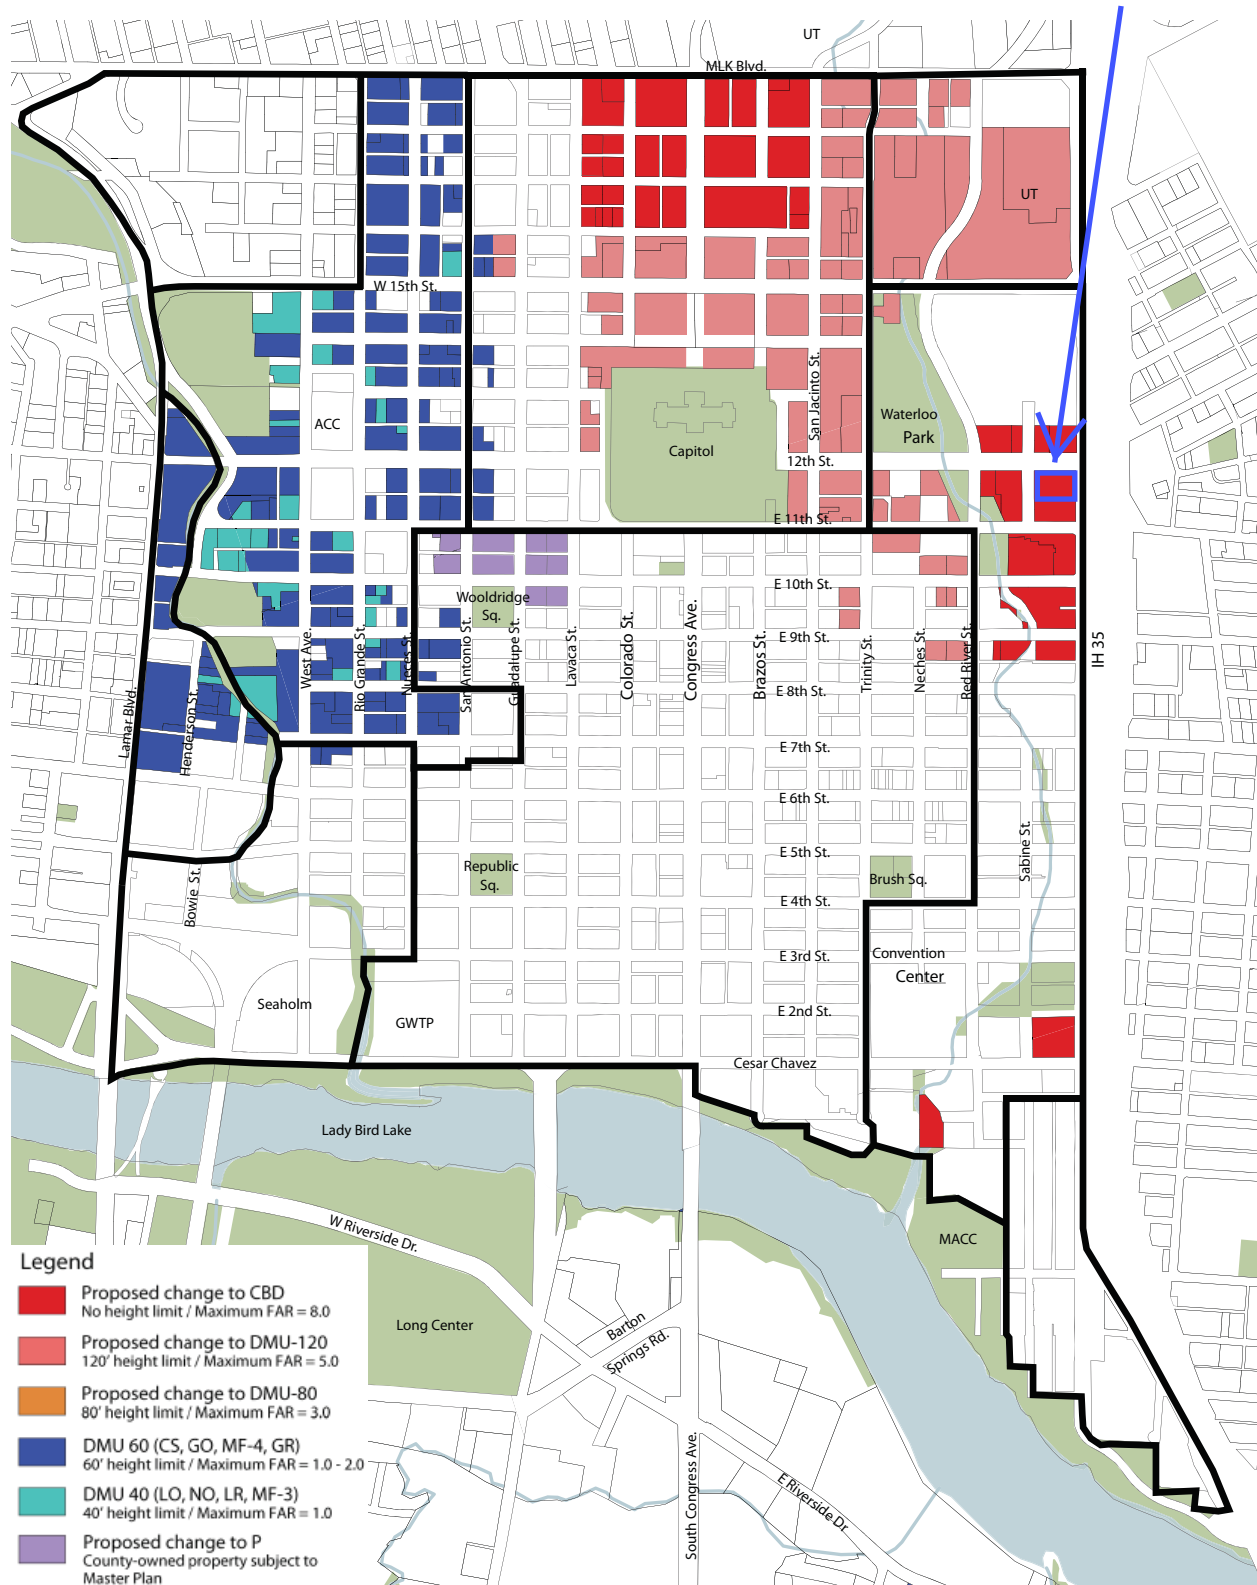 UT
MLK Blvd.
UT
W 15th St.
San Jacinto St.
Waterloo
Park
ACC
Capitol
12th St.
E 11th St.
E 10th St.
Wooldridge
Sq.
E 9th St.
IH 35
West Ave.
Rio Grande St.
Nueces St.
San Antonio St.
Guadalupe St.
Lavaca St.
Colorado St.
Congress Ave.
Brazos St.
Trinity St.
Neches St.
Red River St.
E 8th St.
Lamar Blvd.
Henderson St.
E 7th St.
E 6th St.
Sabine St.
E 5th St.
Republic
Sq.
Brush Sq.
Bowie St.
E 4th St.
E 3rd St.
Convention
Center
Seaholm
GWTP
E 2nd St.
Cesar Chavez
Lady Bird Lake
W Riverside Dr.
MACC
Long Center
Barton
Springs Rd.
South Congress Ave.
E Riverside Dr
Legend
Proposed change to CBD
No height limit / Maximum FAR = 8.0
Proposed change to DMU-120
120' height limit / Maximum FAR = 5.0
Proposed change to DMU-80
80' height limit / Maximum FAR = 3.0
DMU 60 (CS, GO, MF-4, GR)
60' height limit / Maximum FAR = 1.0 - 2.0
DMU 40 (LO, NO, LR, MF-3)
40' height limit / Maximum FAR = 1.0
Proposed change to P
County-owned property subject to
Master Plan